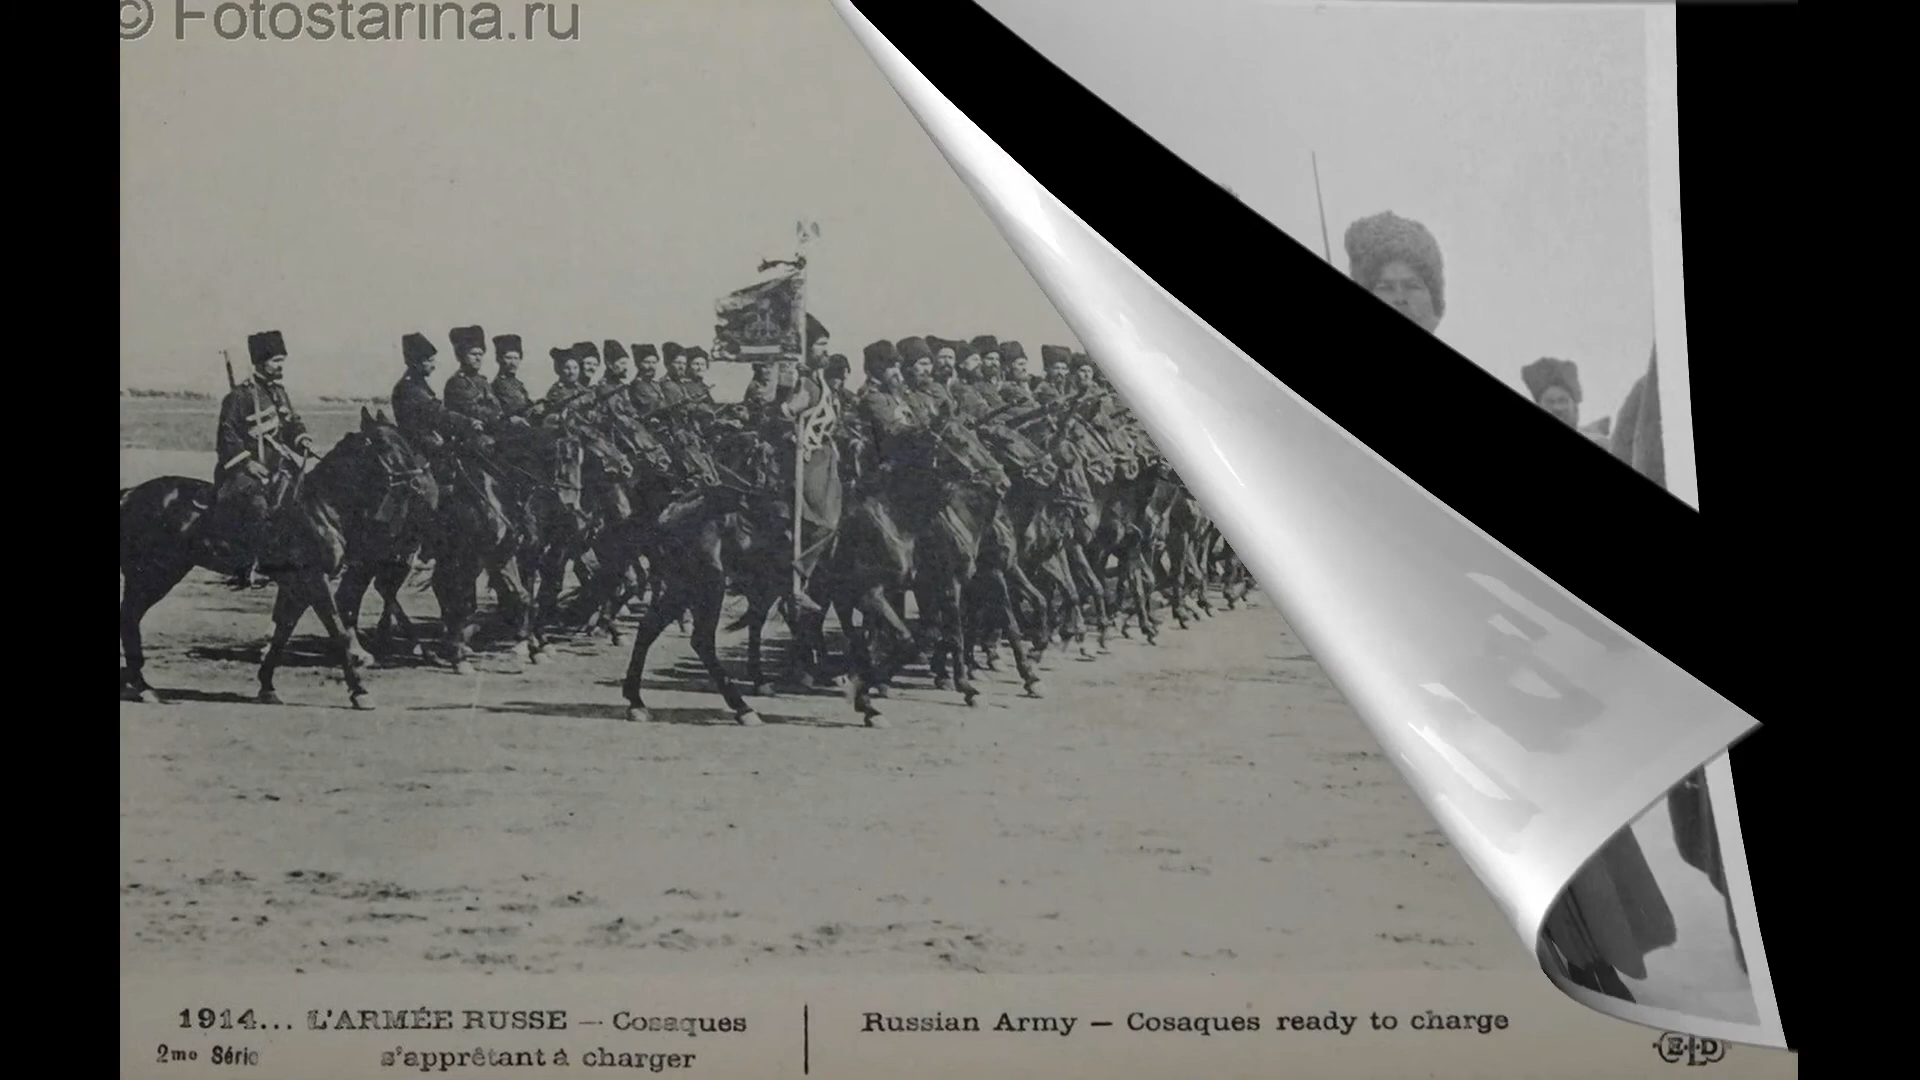 © Fotostarina.ru
1914... L'ARMÉE RUSSE — Cosaques
2me Série s'apprêtant à charger
Russian Army — Cosaques ready to charge
E.L.D